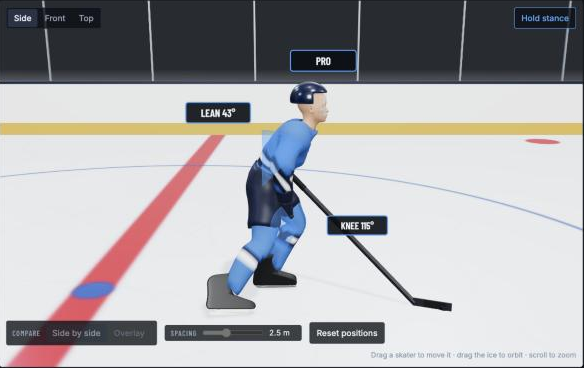 Side Front Top
Hold stance
PRO
LEAN 43°
KNEE 115°
COMPARE Side by side Overlay
SPACING 2.5 m
Reset positions
Drag a skater to move it · drag the ice to orbit · scroll to zoom